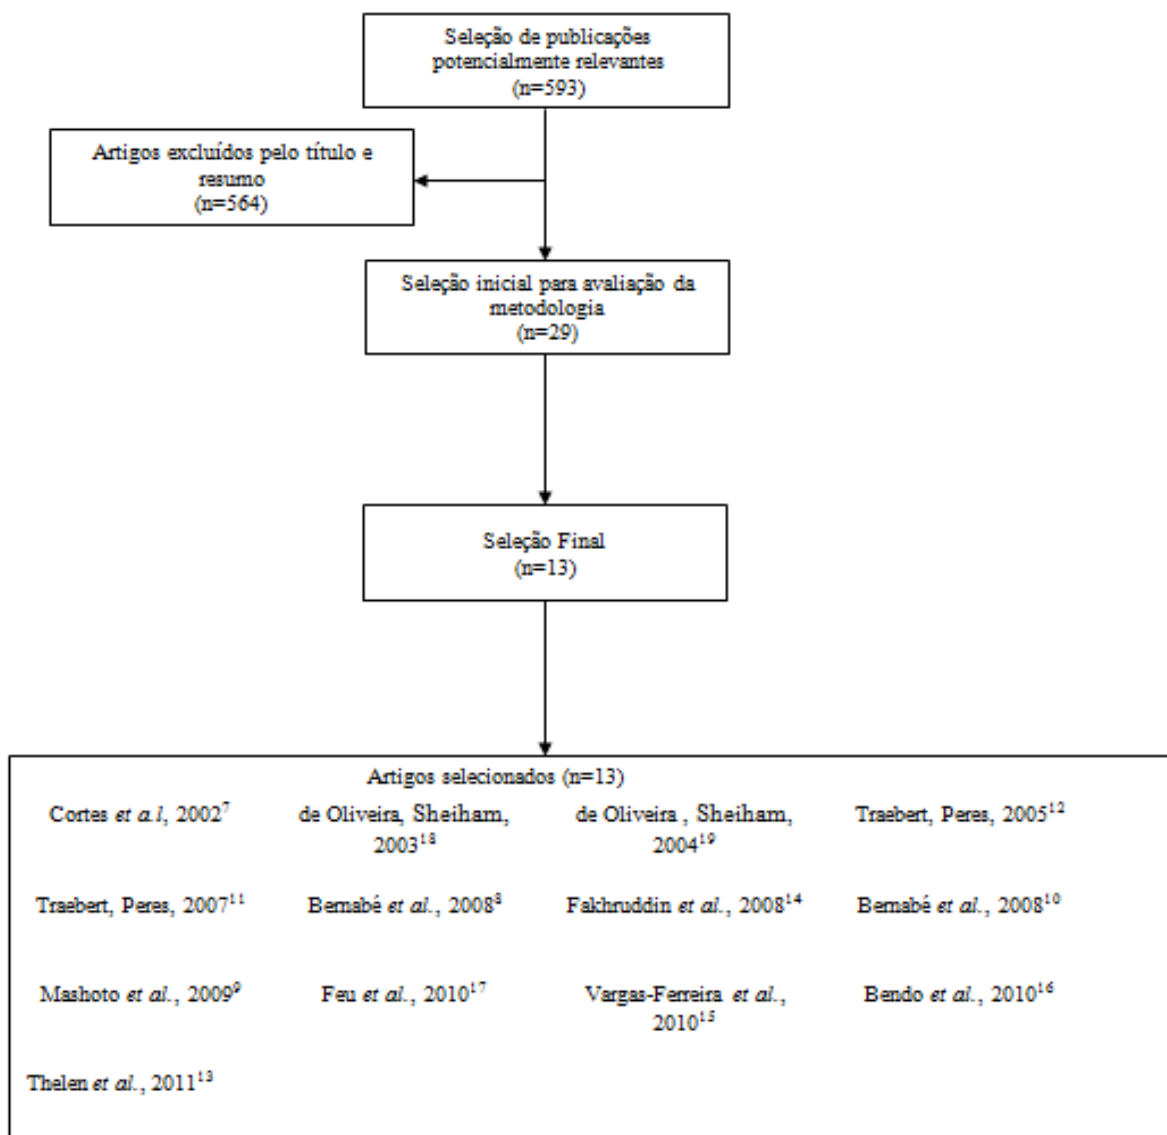 Seleção de publicações
potencialmente relevantes
(n=593)
Artigos excluídos pelo título e
resumo
(n=564)
Seleção inicial para avaliação da
metodologia
(n=29)
Seleção Final
(n=13)
Artigos selecionados (n=13)
Cortes et a.l, 2002⁷
de Oliveira, Sheiham,
2003¹⁸
de Oliveira , Sheiham,
2004¹⁹
Traebert, Peres, 2005¹²
Traebert, Peres, 2007¹¹
Bernabé et al., 2008⁸
Fakhruddin et al., 2008¹⁴
Bernabé et al., 2008¹⁰
Mashoto et al., 2009⁹
Feu et al., 2010¹⁷
Vargas-Ferreira et al.,
2010¹⁵
Bendo et al., 2010¹⁶
Thelen et al., 2011¹³